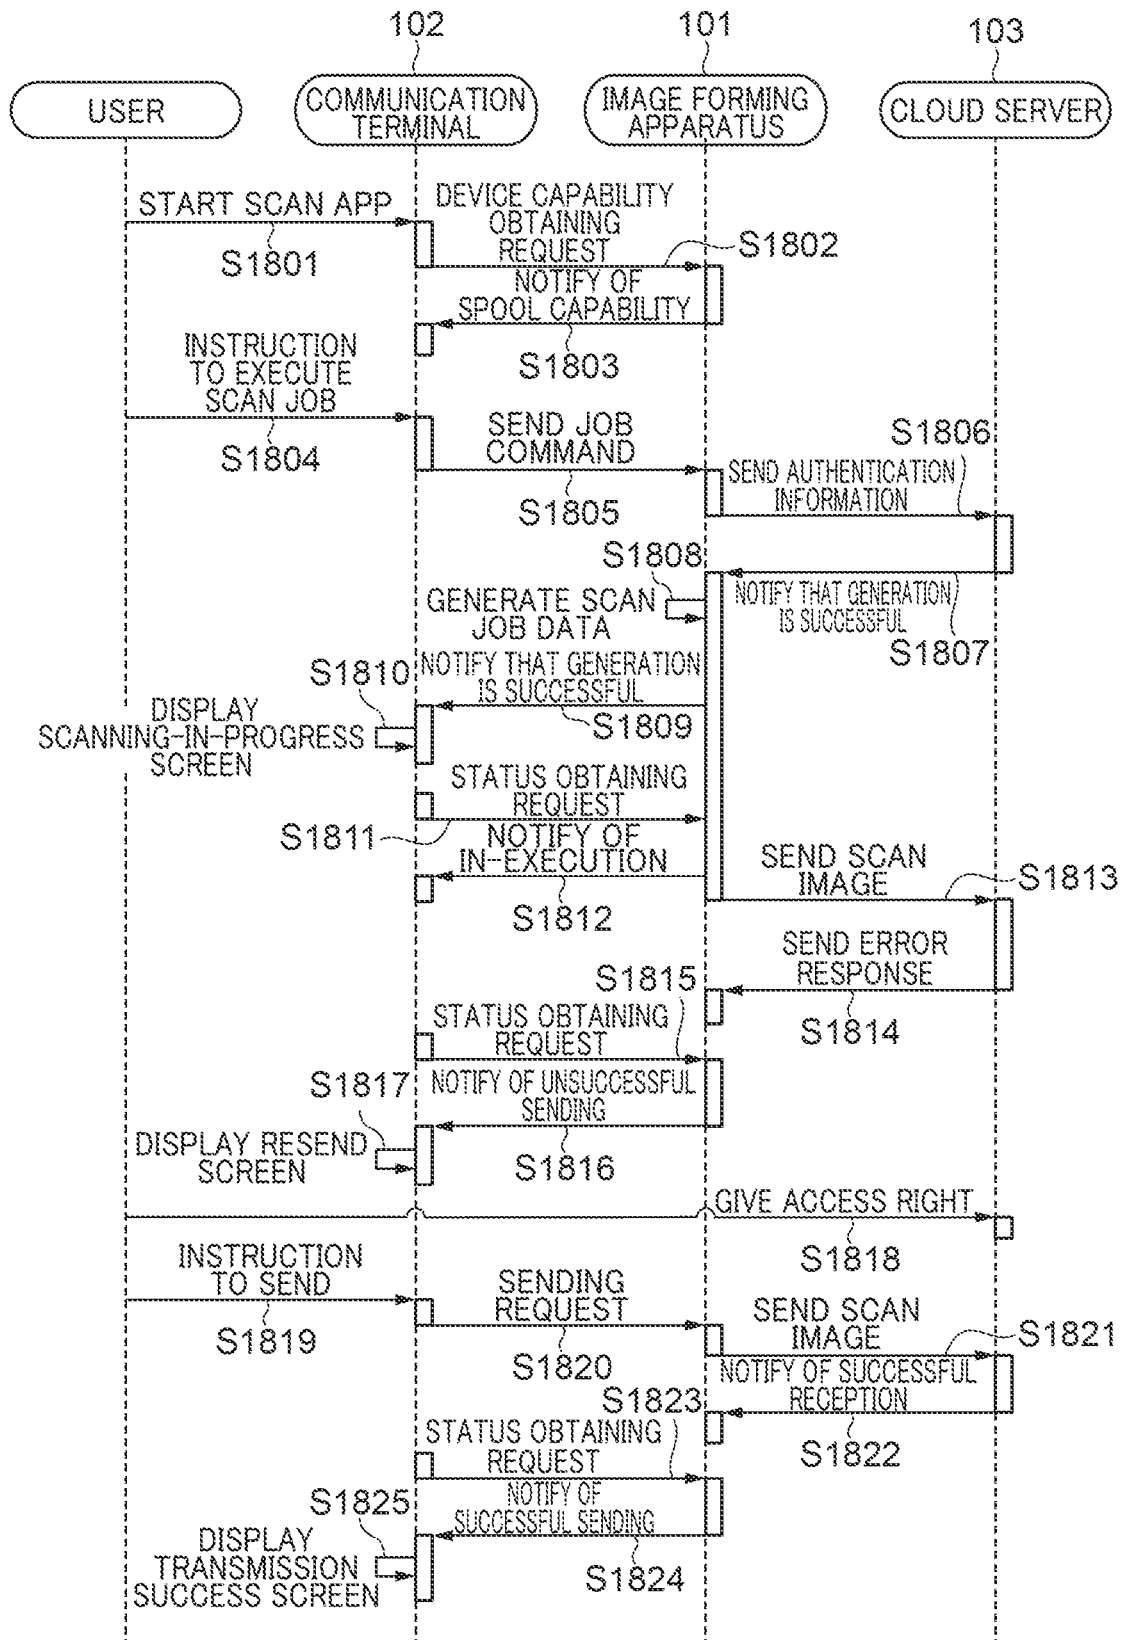 102
101
103
USER
COMMUNICATION
TERMINAL
IMAGE FORMING
APPARATUS
CLOUD SERVER
START SCAN APP
S1801
DEVICE CAPABILITY
OBTAINING
REQUEST
S1802
NOTIFY OF
SPOOL CAPABILITY
S1803
INSTRUCTION
TO EXECUTE
SCAN JOB
S1804
SEND JOB
COMMAND
S1805
S1806
SEND AUTHENTICATION
INFORMATION
NOTIFY THAT GENERATION
IS SUCCESSFUL
S1807
S1808
GENERATE SCAN
JOB DATA
NOTIFY THAT GENERATION
IS SUCCESSFUL
S1809
S1810
DISPLAY
SCANNING-IN-PROGRESS
SCREEN
STATUS OBTAINING
REQUEST
S1811
NOTIFY OF
IN-EXECUTION
S1812
SEND SCAN
IMAGE
S1813
SEND ERROR
RESPONSE
S1814
S1815
STATUS OBTAINING
REQUEST
NOTIFY OF UNSUCCESSFUL
SENDING
S1816
S1817
DISPLAY RESEND
SCREEN
GIVE ACCESS RIGHT
S1818
INSTRUCTION
TO SEND
S1819
SENDING
REQUEST
S1820
SEND SCAN
IMAGE
S1821
NOTIFY OF SUCCESSFUL
RECEPTION
S1822
S1823
STATUS OBTAINING
REQUEST
NOTIFY OF
SUCCESSFUL SENDING
S1824
S1825
DISPLAY
TRANSMISSION
SUCCESS SCREEN